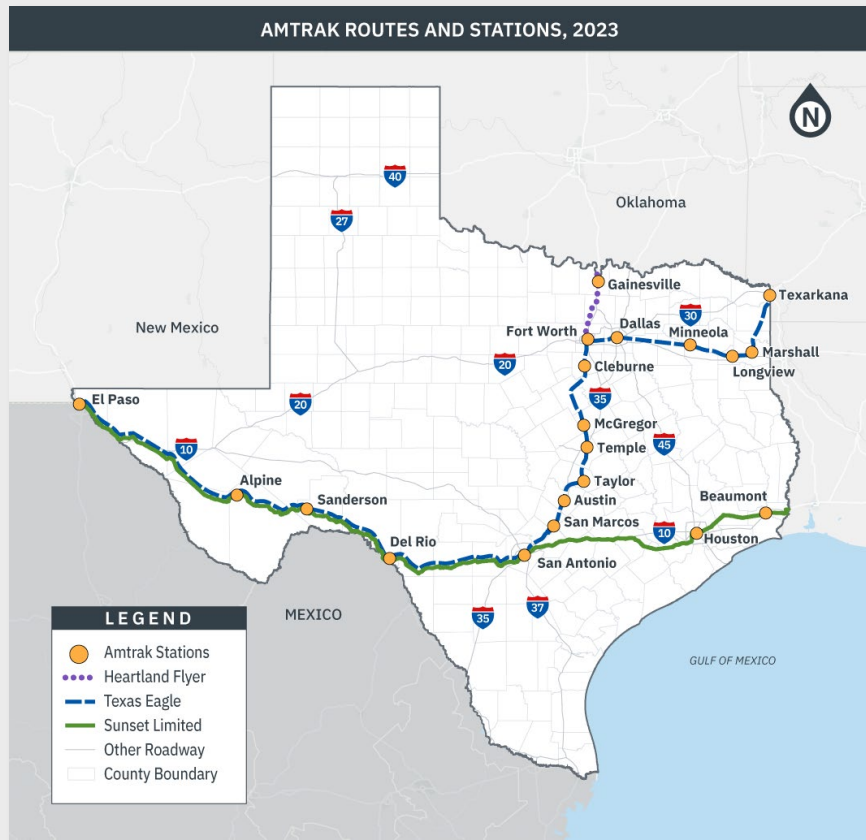 AMTRAK ROUTES AND STATIONS, 2023
N
40
Oklahoma
27
Gainesville
Texarkana
30
New Mexico
Dallas
Fort Worth
Minneola
Marshall
20
Cleburne
Longview
El Paso
20
35
McGregor
10
45
Temple
Alpine
Taylor
Beaumont
Sanderson
Austin
San Marcos
10
Houston
Del Rio
San Antonio
MEXICO
35
37
LEGEND
Amtrak Stations
Heartland Flyer
Texas Eagle
Sunset Limited
Other Roadway
County Boundary
GULF OF MEXICO